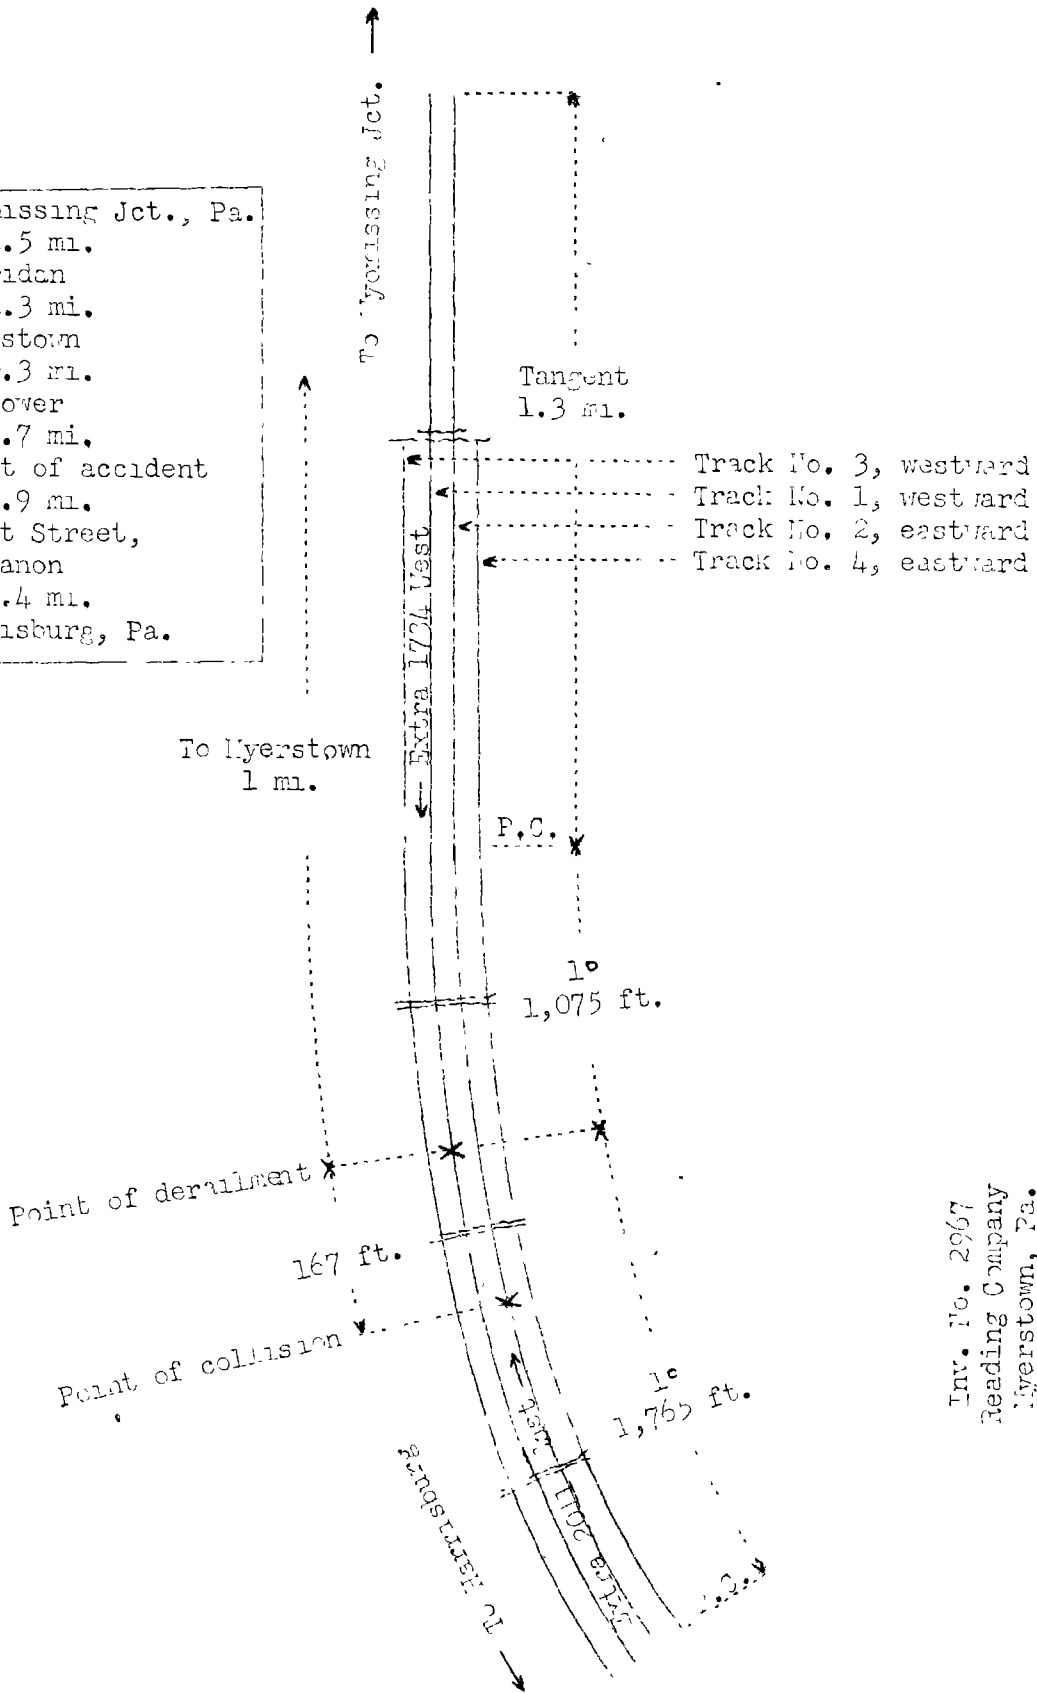 To Wyomissing Jct.
issing Jct., Pa.
.5 mi.
ridan
.3 mi.
stown
.3 mi.
ower
.7 mi.
t of accident
.9 mi.
t Street,
anon
.4 mi.
isburg, Pa.
Tangent
1.3 mi.
Track No. 3, westward
Track No. 1, westward
Track No. 2, eastward
Track No. 4, eastward
Extra 1734 West
To Myerstown
1 mi.
P.C.
1°
1,075 ft.
Point of derailment
167 ft.
Point of collision
1°
1,765 ft.
Extra 2011 East
To Harrisburg
Inv. No. 2967
Reading Company
Myerstown, Pa.